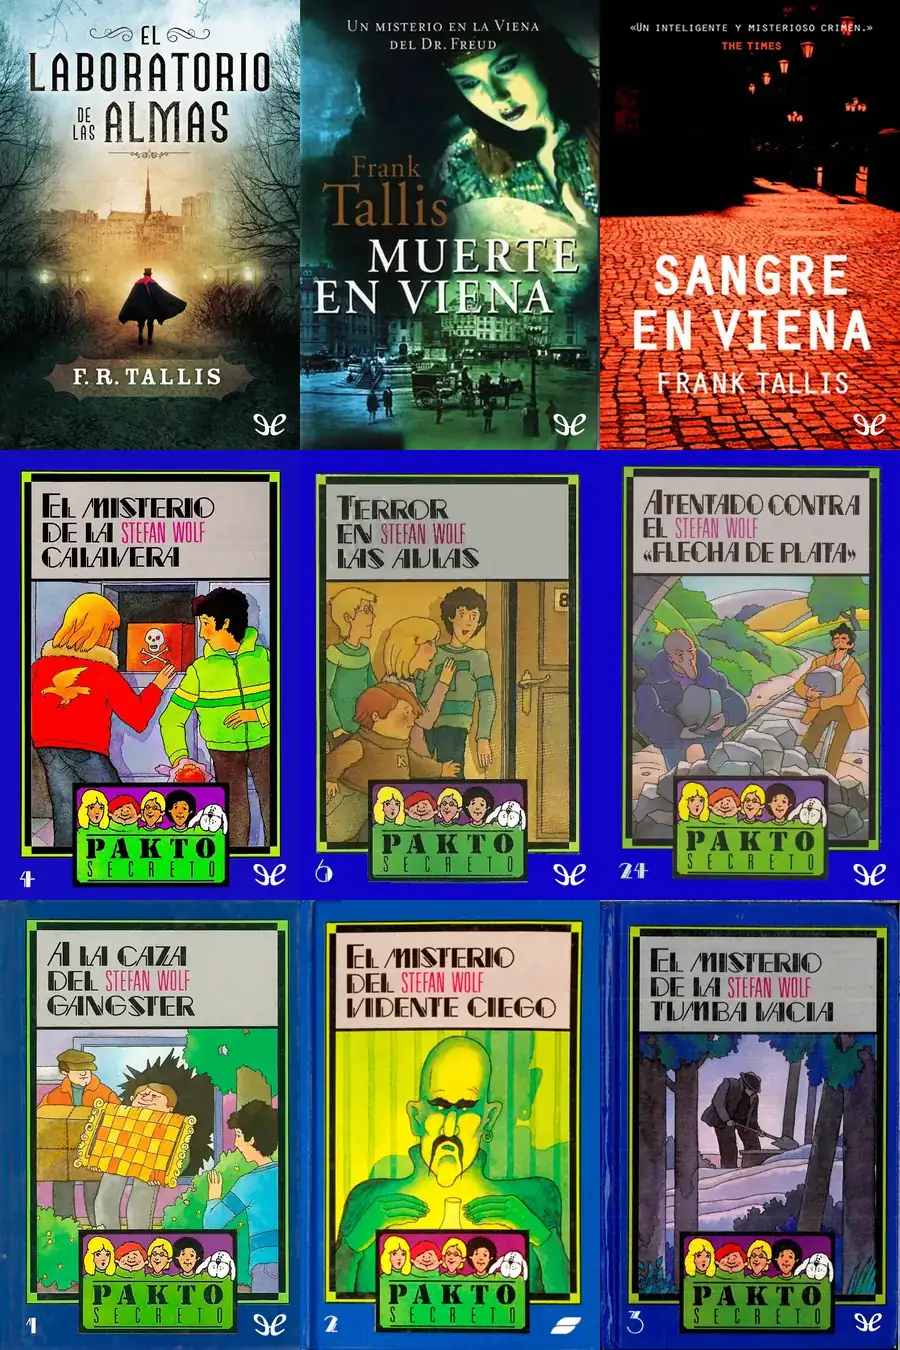 EL
LABORATORIO
DE LAS ALMAS
F. R. TALLIS
UN MISTERIO EN LA VIENA
DEL DR. FREUD
Frank
Tallis
MUERTE
EN VIENA
«UN INTELIGENTE Y MISTERIOSO CRIMEN.»
THE TIMES
SANGRE
EN VIENA
FRANK TALLIS
EL MISTERIO
DE LA STEFAN WOLF
CALAVERA
PAKTO
SECRETO
4
TERROR
EN STEFAN WOLF
LAS AULAS
8
PAKTO
SECRETO
6
ATENTADO CONTRA
EL STEFAN WOLF
«FLECHA DE PLATA»
PAKTO
SECRETO
24
A LA CAZA
DEL STEFAN WOLF
GANGSTER
PAKTO
SECRETO
1
EL MISTERIO
DEL STEFAN WOLF
VIDENTE CIEGO
PAKTO
SECRETO
2
EL MISTERIO
DE LA STEFAN WOLF
TUMBA VACIA
PAKTO
SECRETO
3